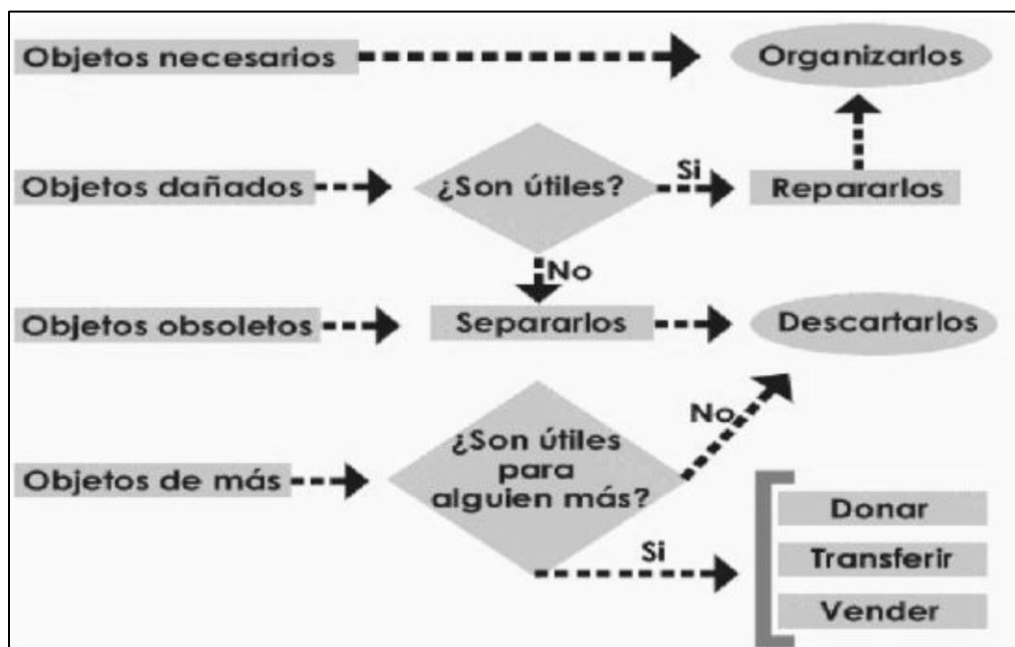 Objetos necesarios
Organizarlos
Objetos dañados
¿Son útiles?
Si
Repararlos
No
Objetos obsoletos
Separarlos
Descartarlos
No
Objetos de más
¿Son útiles
para
alguien más?
Si
Donar
Transferir
Vender